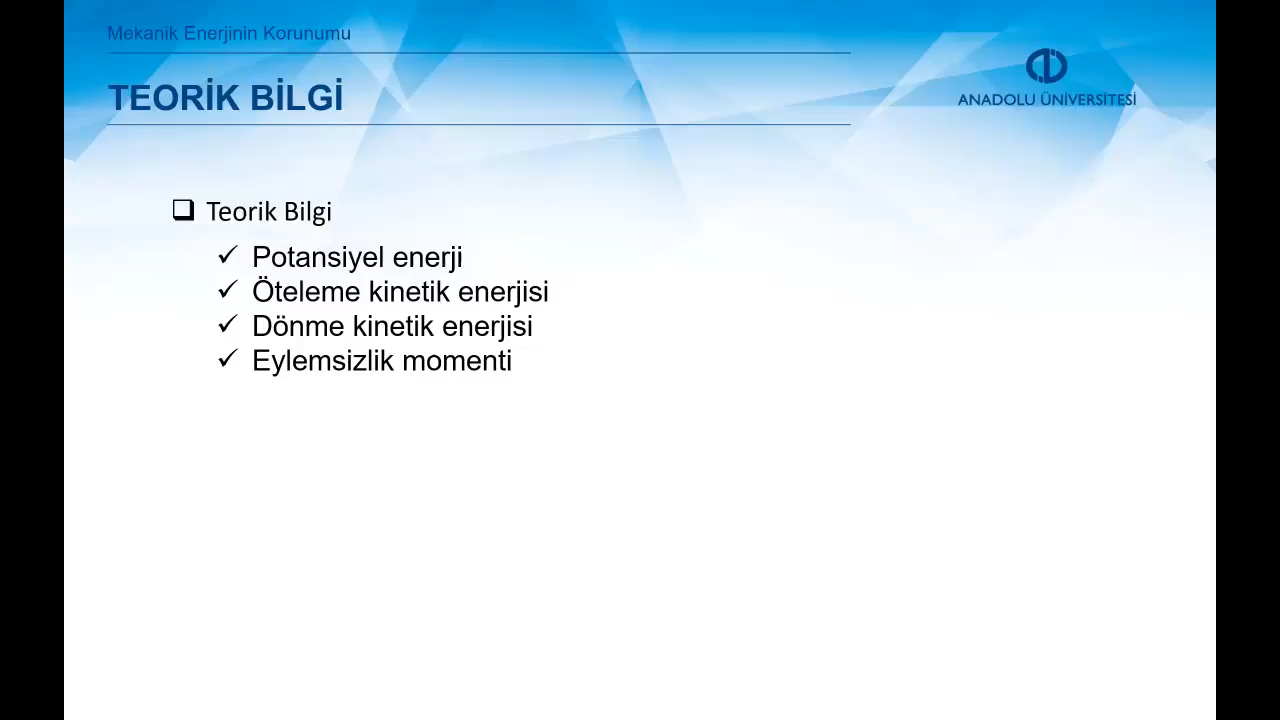 Mekanik Enerjinin Korunumu
TEORİK BİLGİ
ANADOLU ÜNİVERSİTESİ
Teorik Bilgi
Potansiyel enerji
Öteleme kinetik enerjisi
Dönme kinetik enerjisi
Eylemsizlik momenti